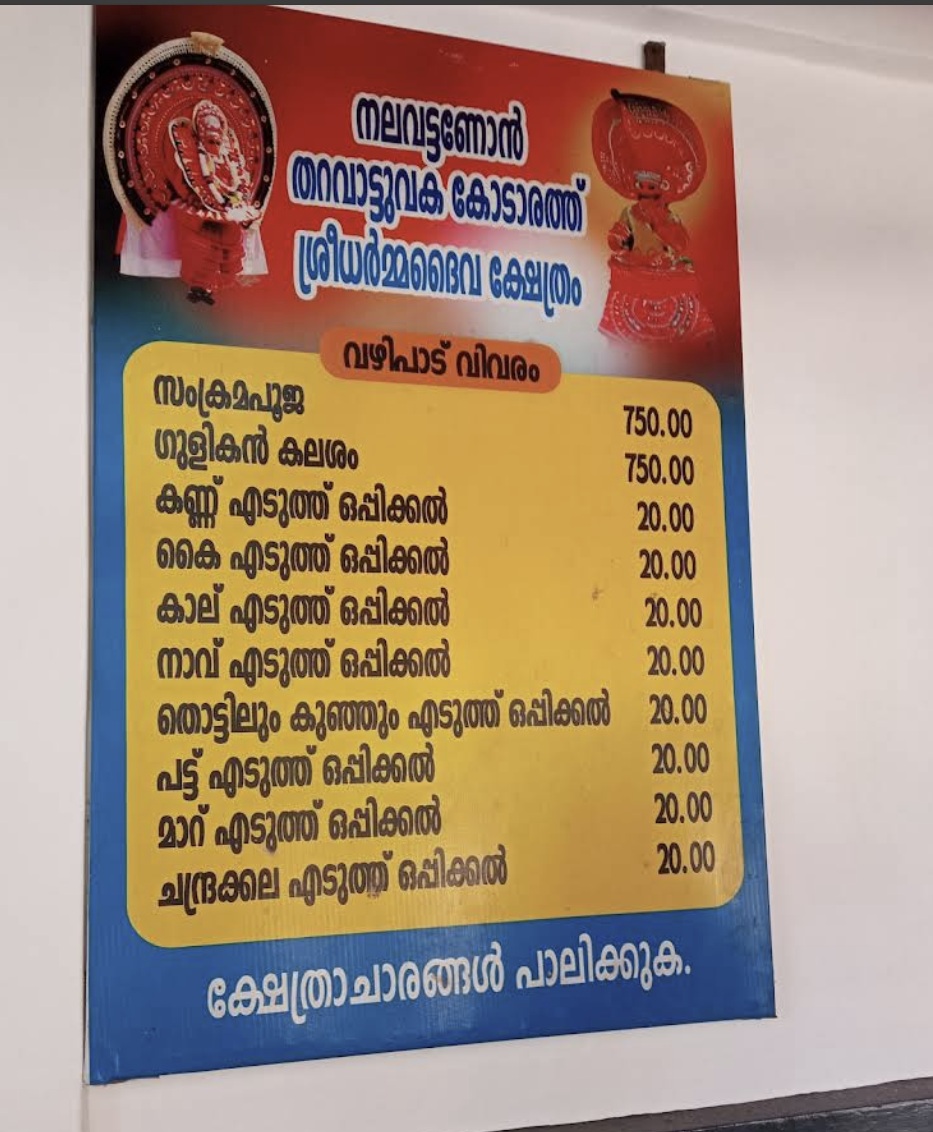 നലവട്ടണോൻ
തറവാട്ടുവക കോടാരത്ത്
ശ്രീധർമ്മദൈവ ക്ഷേത്രം
വഴിപാട് വിവരം
സംക്രമപൂജ 750.00
ഗുളികൻ കലശം 750.00
കണ്ണ് എടുത്ത് ഒപ്പിക്കൽ 20.00
കൈ എടുത്ത് ഒപ്പിക്കൽ 20.00
കാല് എടുത്ത് ഒപ്പിക്കൽ 20.00
നാവ് എടുത്ത് ഒപ്പിക്കൽ 20.00
തൊട്ടിലും കുഞ്ഞും എടുത്ത് ഒപ്പിക്കൽ 20.00
പട്ട് എടുത്ത് ഒപ്പിക്കൽ 20.00
മാറ് എടുത്ത് ഒപ്പിക്കൽ 20.00
ചന്ദ്രക്കല എടുത്ത് ഒപ്പിക്കൽ 20.00
ക്ഷേത്രാചാരങ്ങൾ പാലിക്കുക.